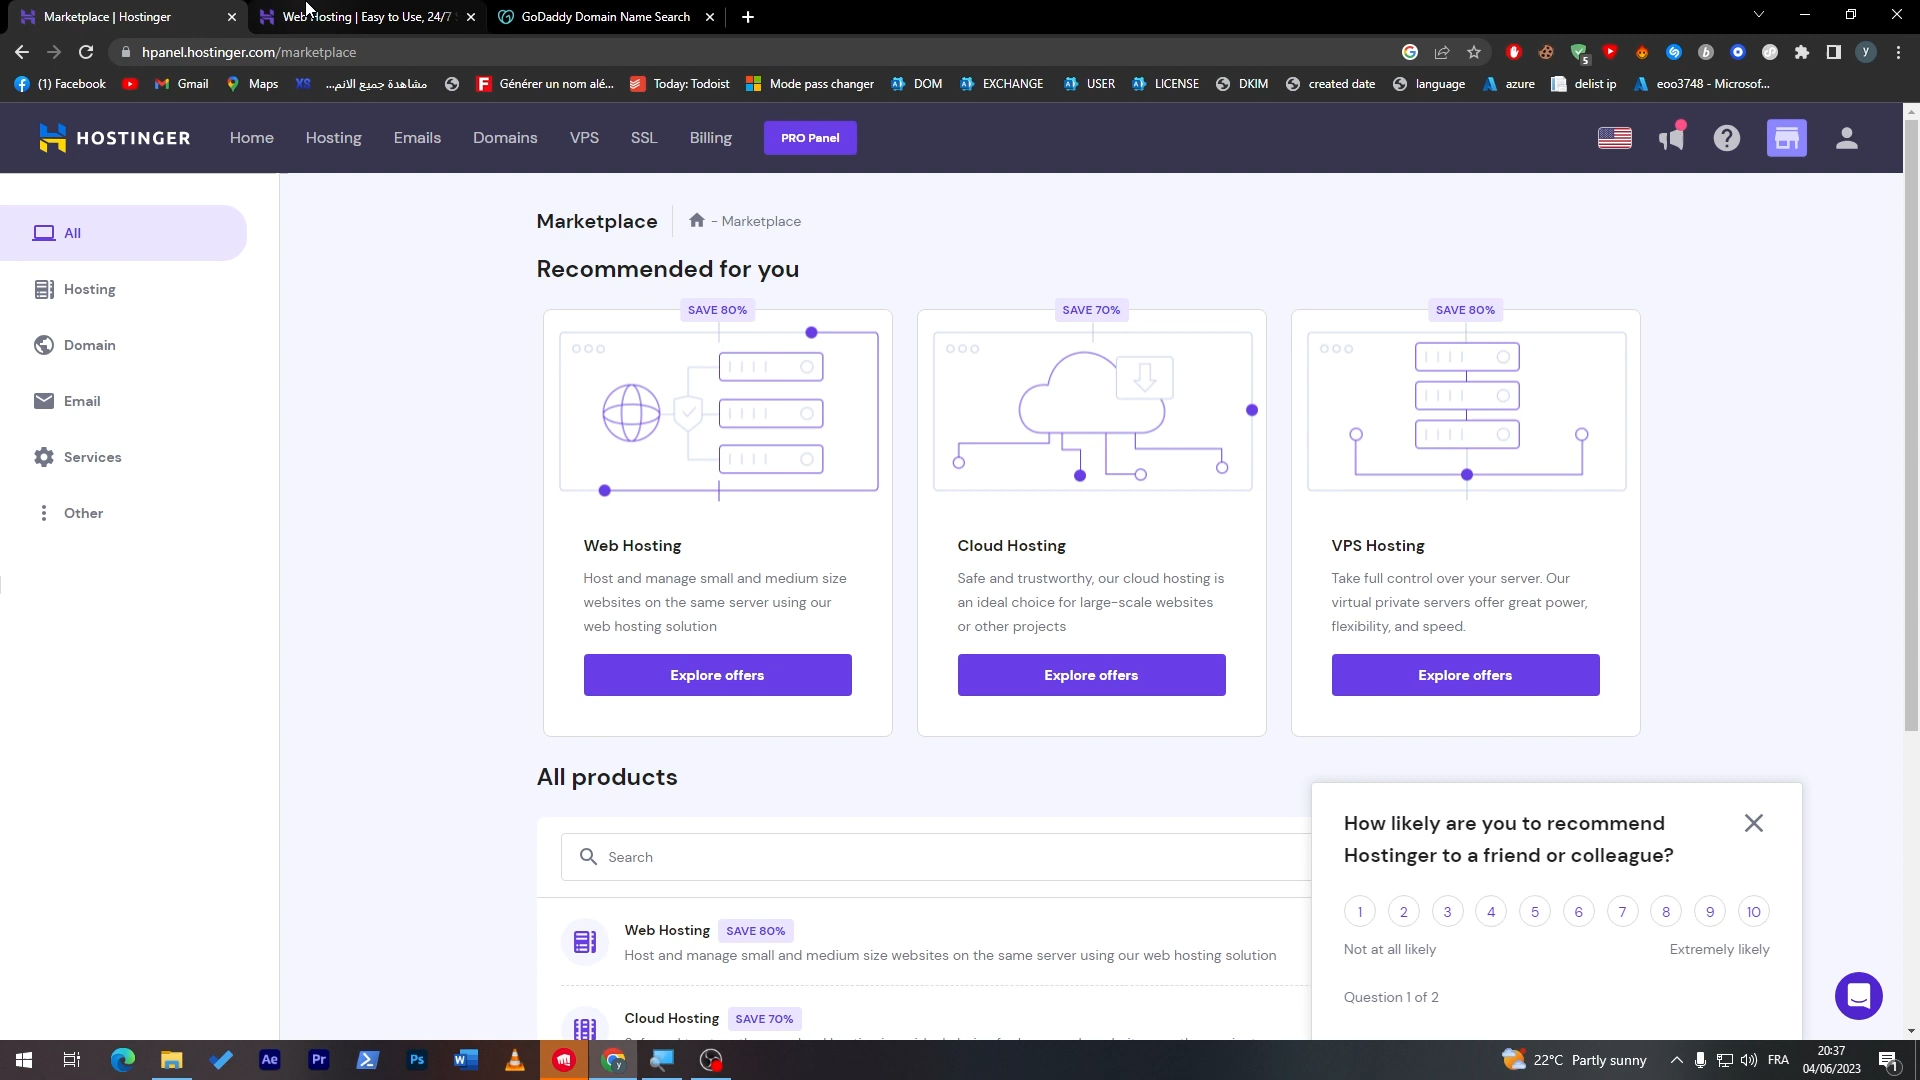 Marketplace | Hostinger
Web Hosting | Easy to Use, 24/7
GoDaddy Domain Name Search
hpanel.hostinger.com/marketplace
5
y
(1) Facebook
Gmail
Maps
XS
مشاهدة جميع الانم...
Générer un nom alé...
Today: Todoist
Mode pass changer
DOM
EXCHANGE
USER
LICENSE
DKIM
created date
language
azure
delist ip
eoo3748 - Microsof...
HOSTINGER
Home
Hosting
Emails
Domains
VPS
SSL
Billing
PRO Panel
All
Hosting
Domain
Email
Services
Other
Marketplace
- Marketplace
Recommended for you
SAVE 80%
Web Hosting
Host and manage small and medium size
websites on the same server using our
web hosting solution
Explore offers
SAVE 70%
Cloud Hosting
Safe and trustworthy, our cloud hosting is
an ideal choice for large-scale websites
or other projects
Explore offers
SAVE 80%
VPS Hosting
Take full control over your server. Our
virtual private servers offer great power,
flexibility, and speed.
Explore offers
All products
Search
Web Hosting SAVE 80%
Host and manage small and medium size websites on the same server using our web hosting solution
Cloud Hosting SAVE 70%
How likely are you to recommend
Hostinger to a friend or colleague?
1 2 3 4 5 6 7 8 9 10
Not at all likely
Extremely likely
Question 1 of 2
Ae
Pr
Ps
22°C Partly sunny
FRA
20:37
04/06/2023
1